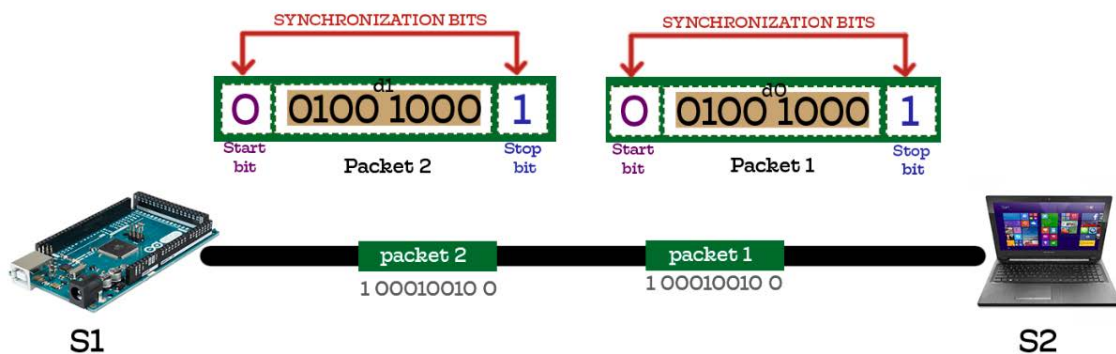 SYNCHRONIZATION BITS
SYNCHRONIZATION BITS
d1
0 0100 1000 1
d0
0 0100 1000 1
Start bit
Packet 2
Stop bit
Start bit
Packet 1
Stop bit
packet 2
packet 1
1 00010010 0
1 00010010 0
S1
S2